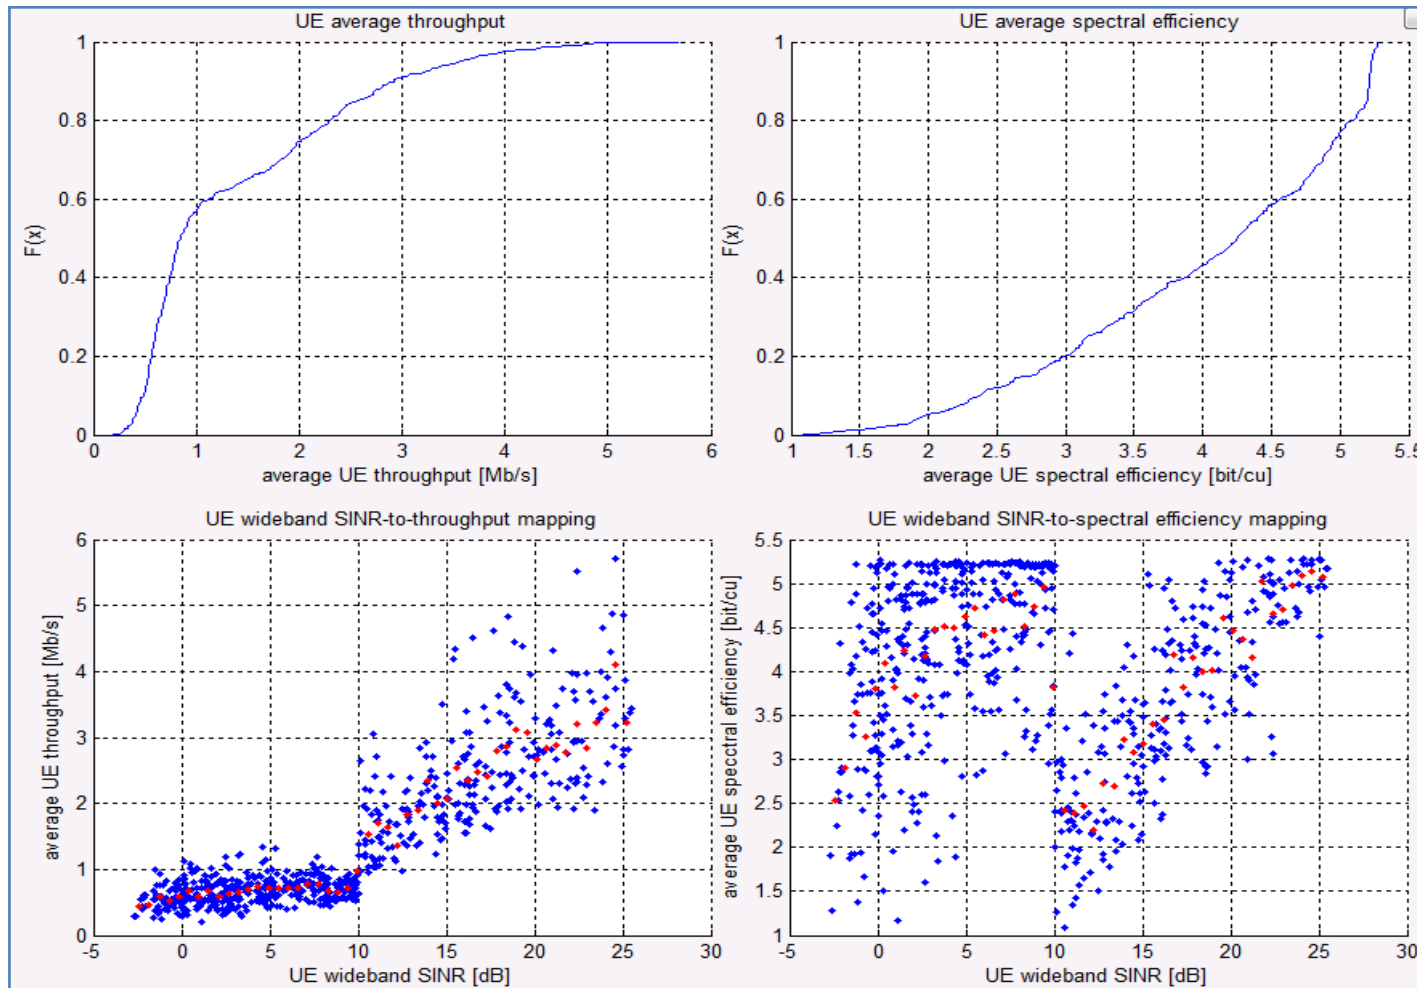 UE average throughput
1
0.8
0.6
0.4
0.2
0
F(x)
0 1 2 3 4 5 6
average UE throughput [Mb/s]
UE average spectral efficiency
1
0.8
0.6
0.4
0.2
0
F(x)
1 1.5 2 2.5 3 3.5 4 4.5 5 5.5
average UE spectral efficiency [bit/cu]
UE wideband SINR-to-throughput mapping
6
5
4
3
2
1
0
average UE throughput [Mb/s]
-5 0 5 10 15 20 25 30
UE wideband SINR [dB]
UE wideband SINR-to-spectral efficiency mapping
5.5
5
4.5
4
3.5
3
2.5
2
1.5
1
average UE spectral efficiency [bit/cu]
-5 0 5 10 15 20 25 30
UE wideband SINR [dB]